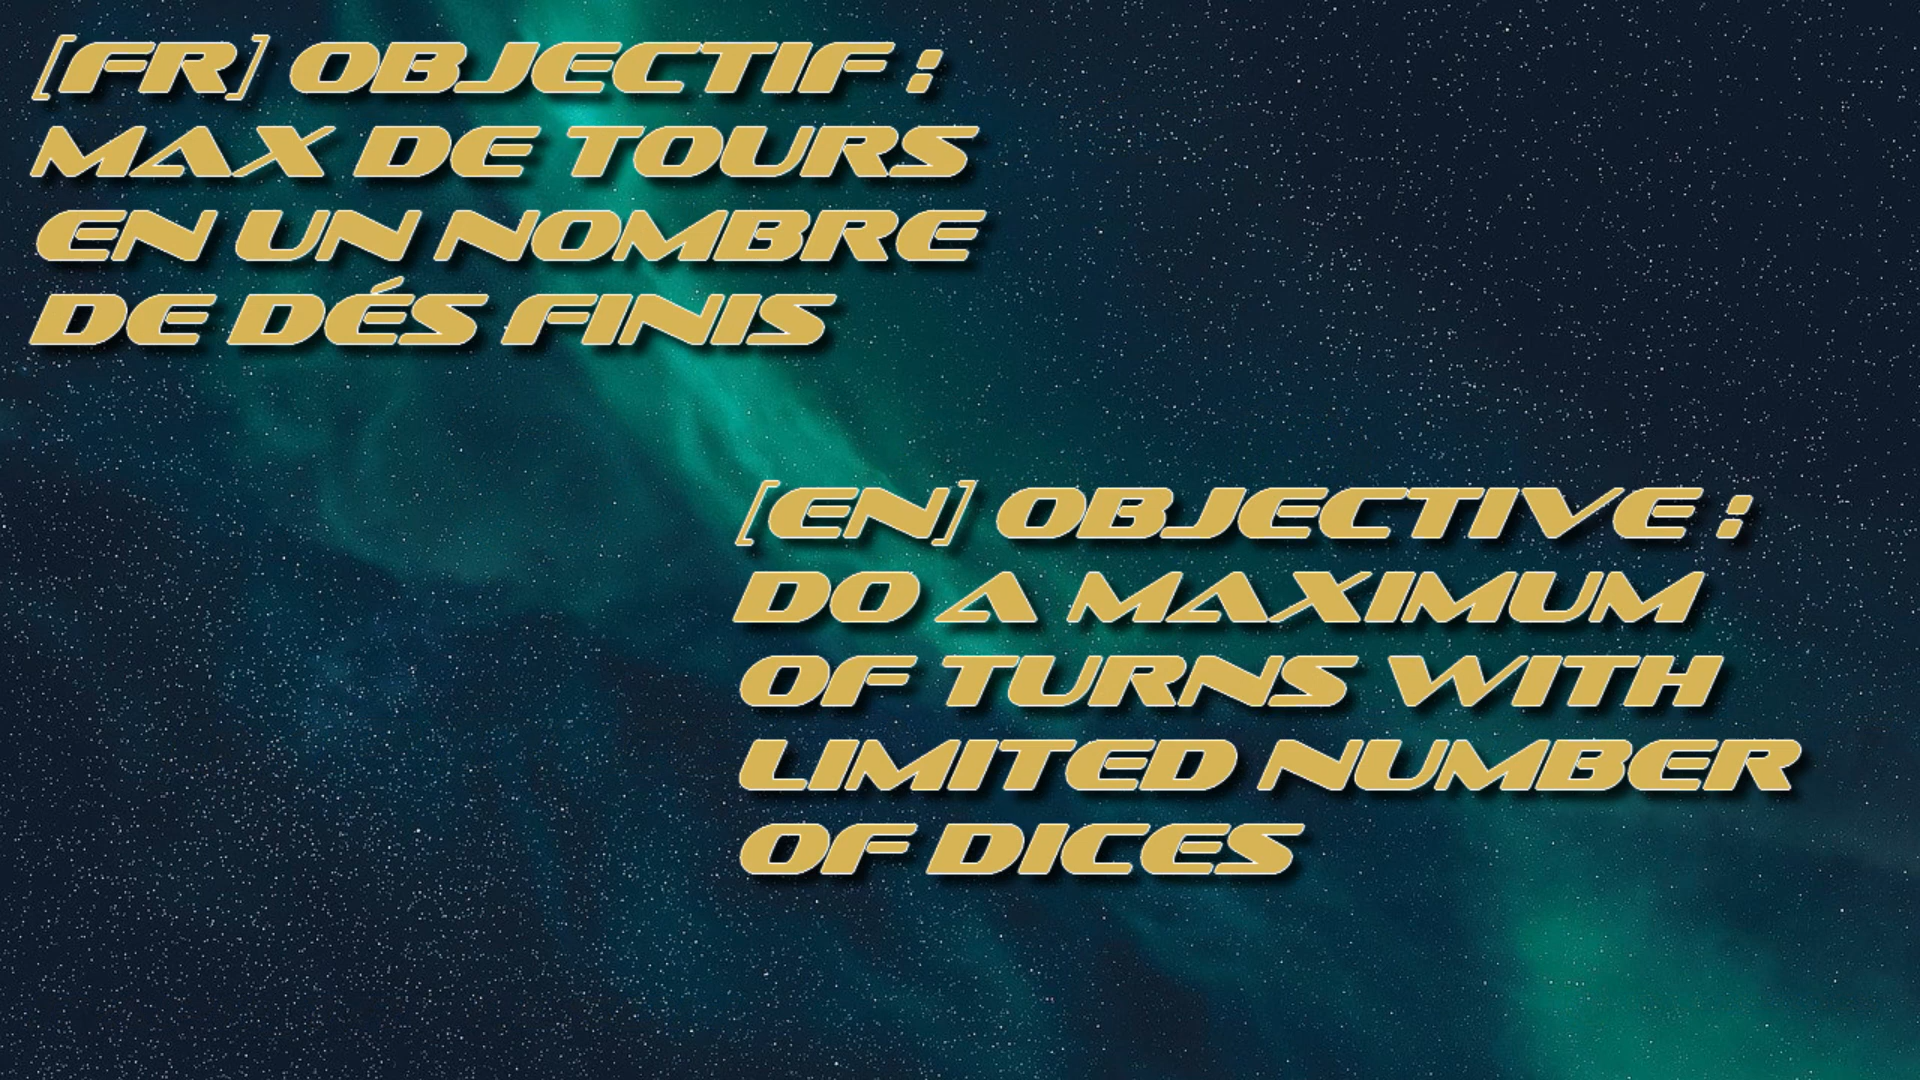 [FR] OBJECTIF :
MAX DE TOURS
EN UN NOMBRE
DE DÉS FINIS
[EN] OBJECTIVE :
DO A MAXIMUM
OF TURNS WITH
LIMITED NUMBER
OF DICES